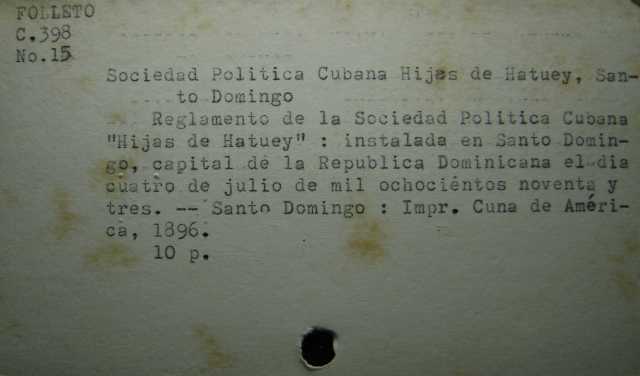 FOLLETO
C.398
No.15
Sociedad Politica Cubana Hijas de Hatuey, San-
to Domingo
Reglamento de la Sociedad Politica Cubana
"Hijas de Hatuey" : instalada en Santo Domin-
go, capital de la Republica Dominicana el dia
cuatro de julio de mil ochocientos noventa y
tres. -- Santo Domingo : Impr. Cuna de Améri-
ca, 1896.
10 p.